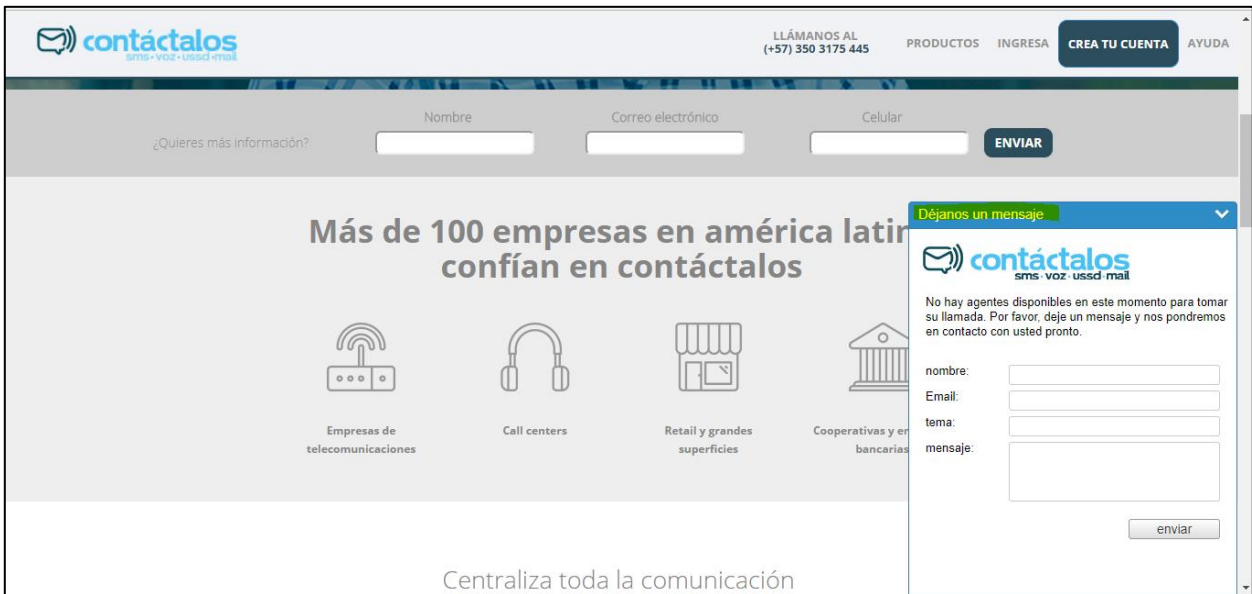 contáctalos
sms·voz·ussd·mail
LLÁMANOS AL
(+57) 350 3175 445
PRODUCTOS
INGRESA
CREA TU CUENTA
AYUDA
¿Quieres más información?
Nombre
Correo electrónico
Celular
ENVIAR
Más de 100 empresas en américa latin
confían en contáctalos
Empresas de
telecomunicaciones
Call centers
Retail y grandes
superficies
Cooperativas y en
bancarias
Centraliza toda la comunicación
Déjanos un mensaje
contáctalos
sms·voz·ussd·mail
No hay agentes disponibles en este momento para tomar
su llamada. Por favor, deje un mensaje y nos pondremos
en contacto con usted pronto.
nombre:
Email:
tema:
mensaje:
enviar